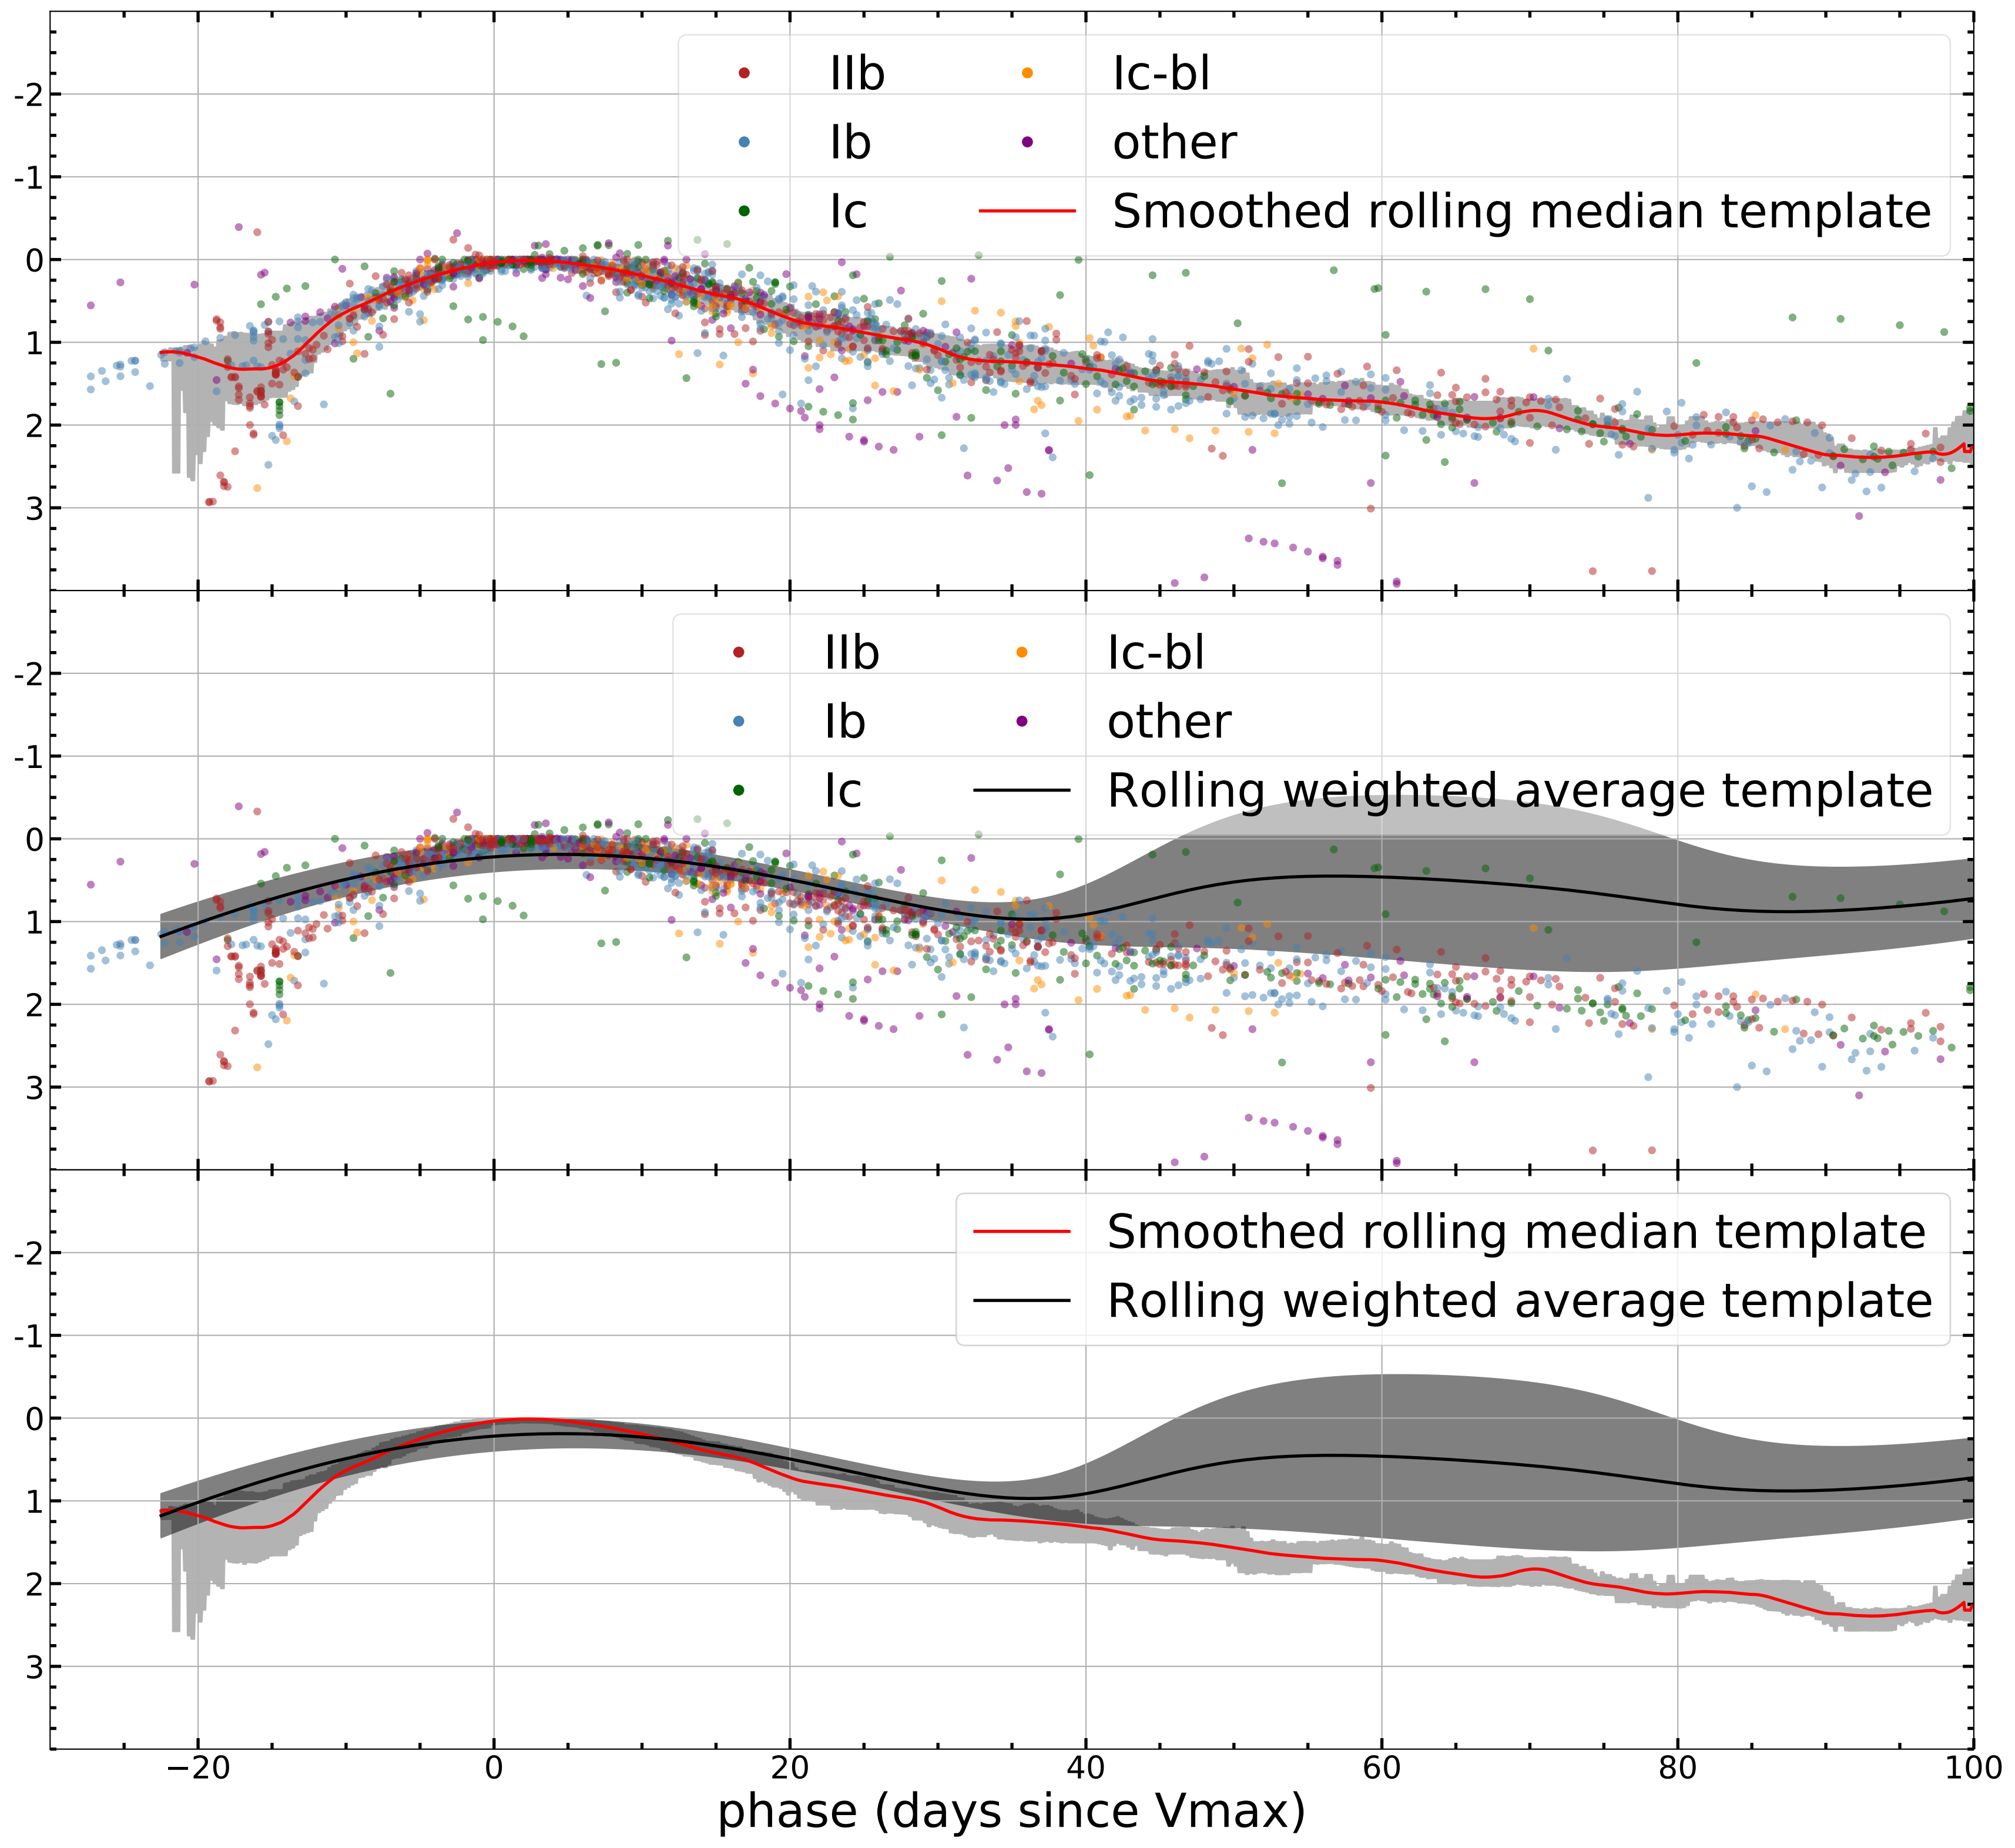 IIb Ic-bl
Ib other
Ic Smoothed rolling median template
-2
-1
0
1
2
3
IIb Ic-bl
Ib other
Ic Rolling weighted average template
-2
-1
0
1
2
3
Smoothed rolling median template
Rolling weighted average template
-2
-1
0
1
2
3
−20 0 20 40 60 80 100
phase (days since Vmax)